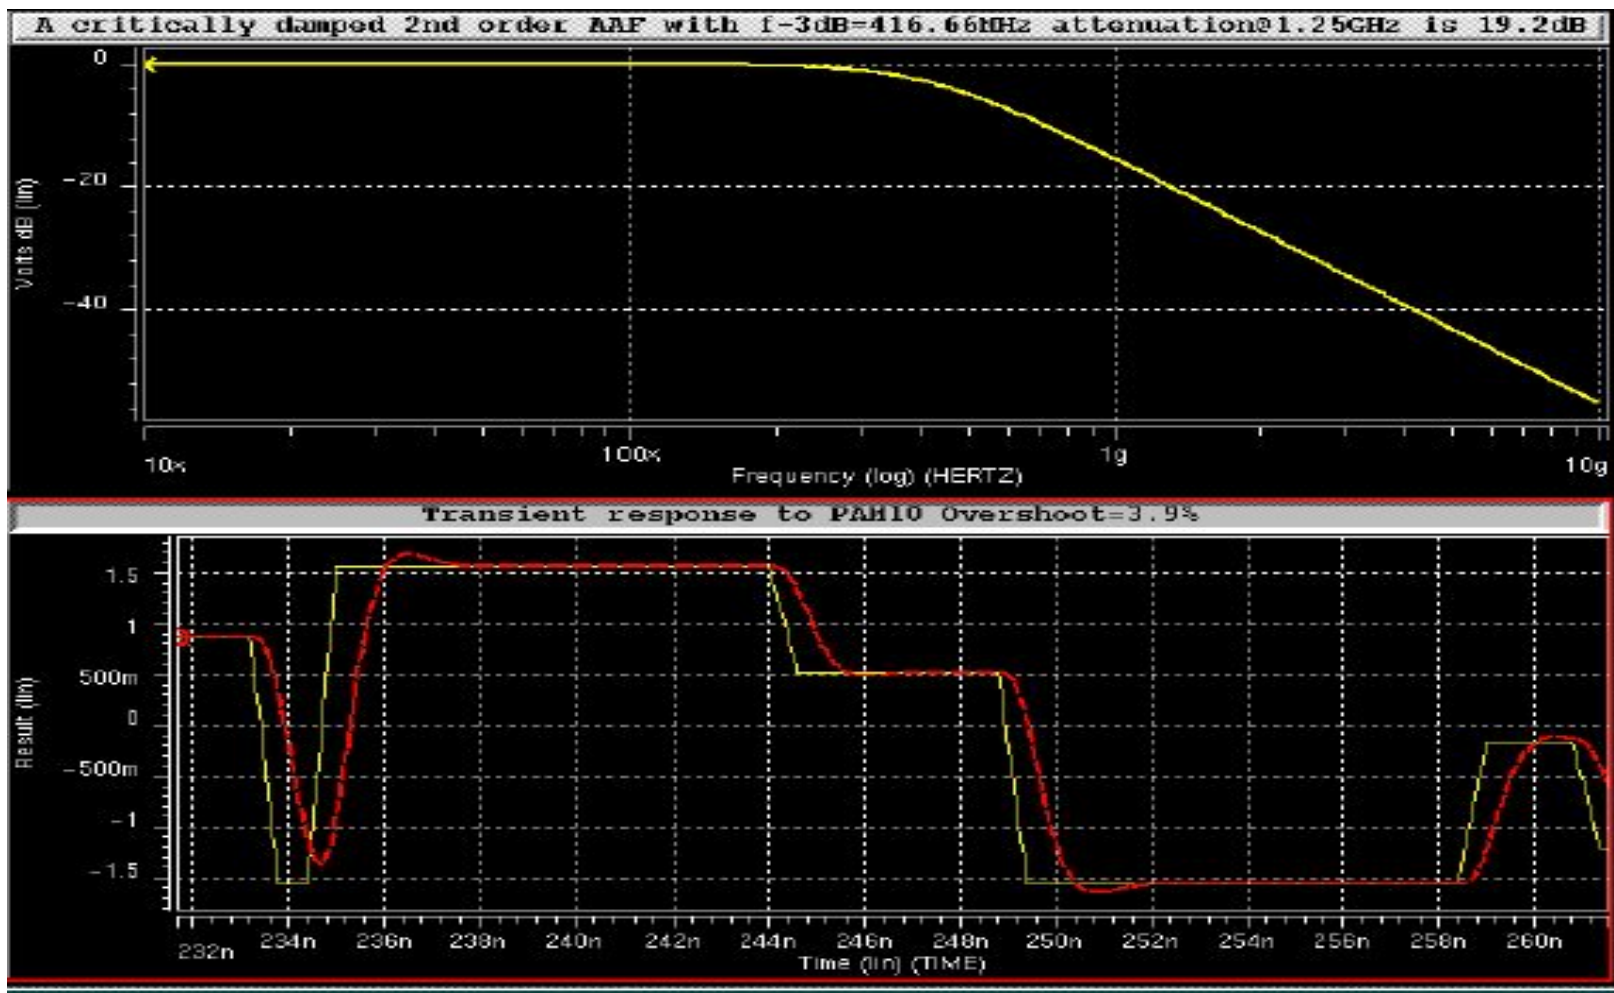 A critically damped 2nd order AAF with f-3dB=416.66MHz attenuation@1.25GHz is 19.2dB
0
-20
-40
Volts dB (lin)
10x 100x 1g 10g
Frequency (log) (HERTZ)
Transient response to PAM10 Overshoot=3.9%
1.5
1
500m
0
-500m
-1
-1.5
Result (lin)
232n 234n 236n 238n 240n 242n 244n 246n 248n 250n 252n 254n 256n 258n 260n
Time (lin) (TIME)